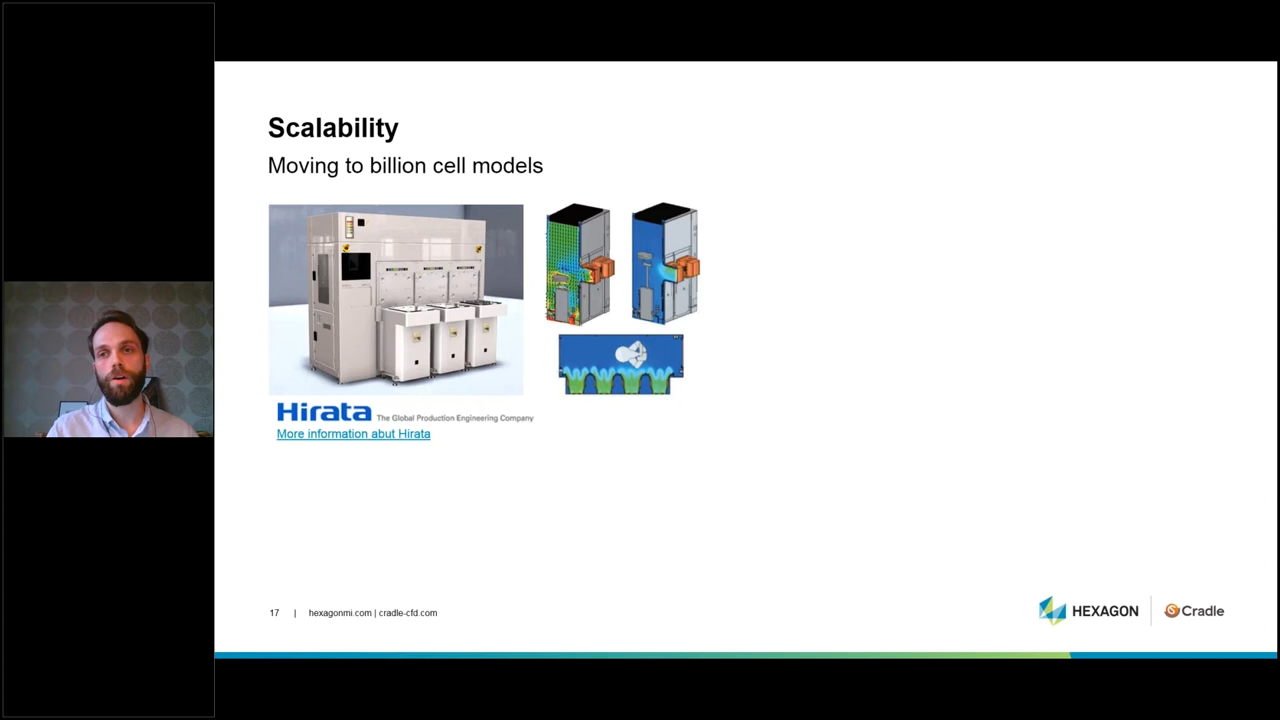 Scalability
Moving to billion cell models
Hirata The Global Production Engineering Company
More information abut Hirata
17 | hexagonmi.com | cradle-cfd.com
HEXAGON | Cradle